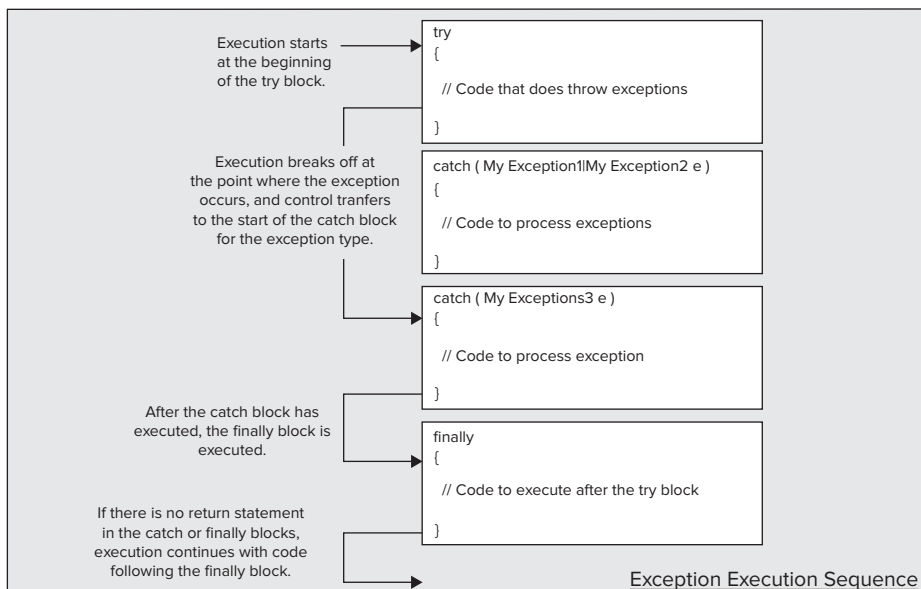 Execution starts
at the beginning
of the try block.
try
{
// Code that does throw exceptions
}
Execution breaks off at
the point where the exception
occurs, and control tranfers
to the start of the catch block
for the exception type.
catch ( My Exception1|My Exception2 e )
{
// Code to process exceptions
}
catch ( My Exceptions3 e )
{
// Code to process exception
}
After the catch block has
executed, the finally block is
executed.
finally
{
// Code to execute after the try block
}
If there is no return statement
in the catch or finally blocks,
execution continues with code
following the finally block.
Exception Execution Sequence